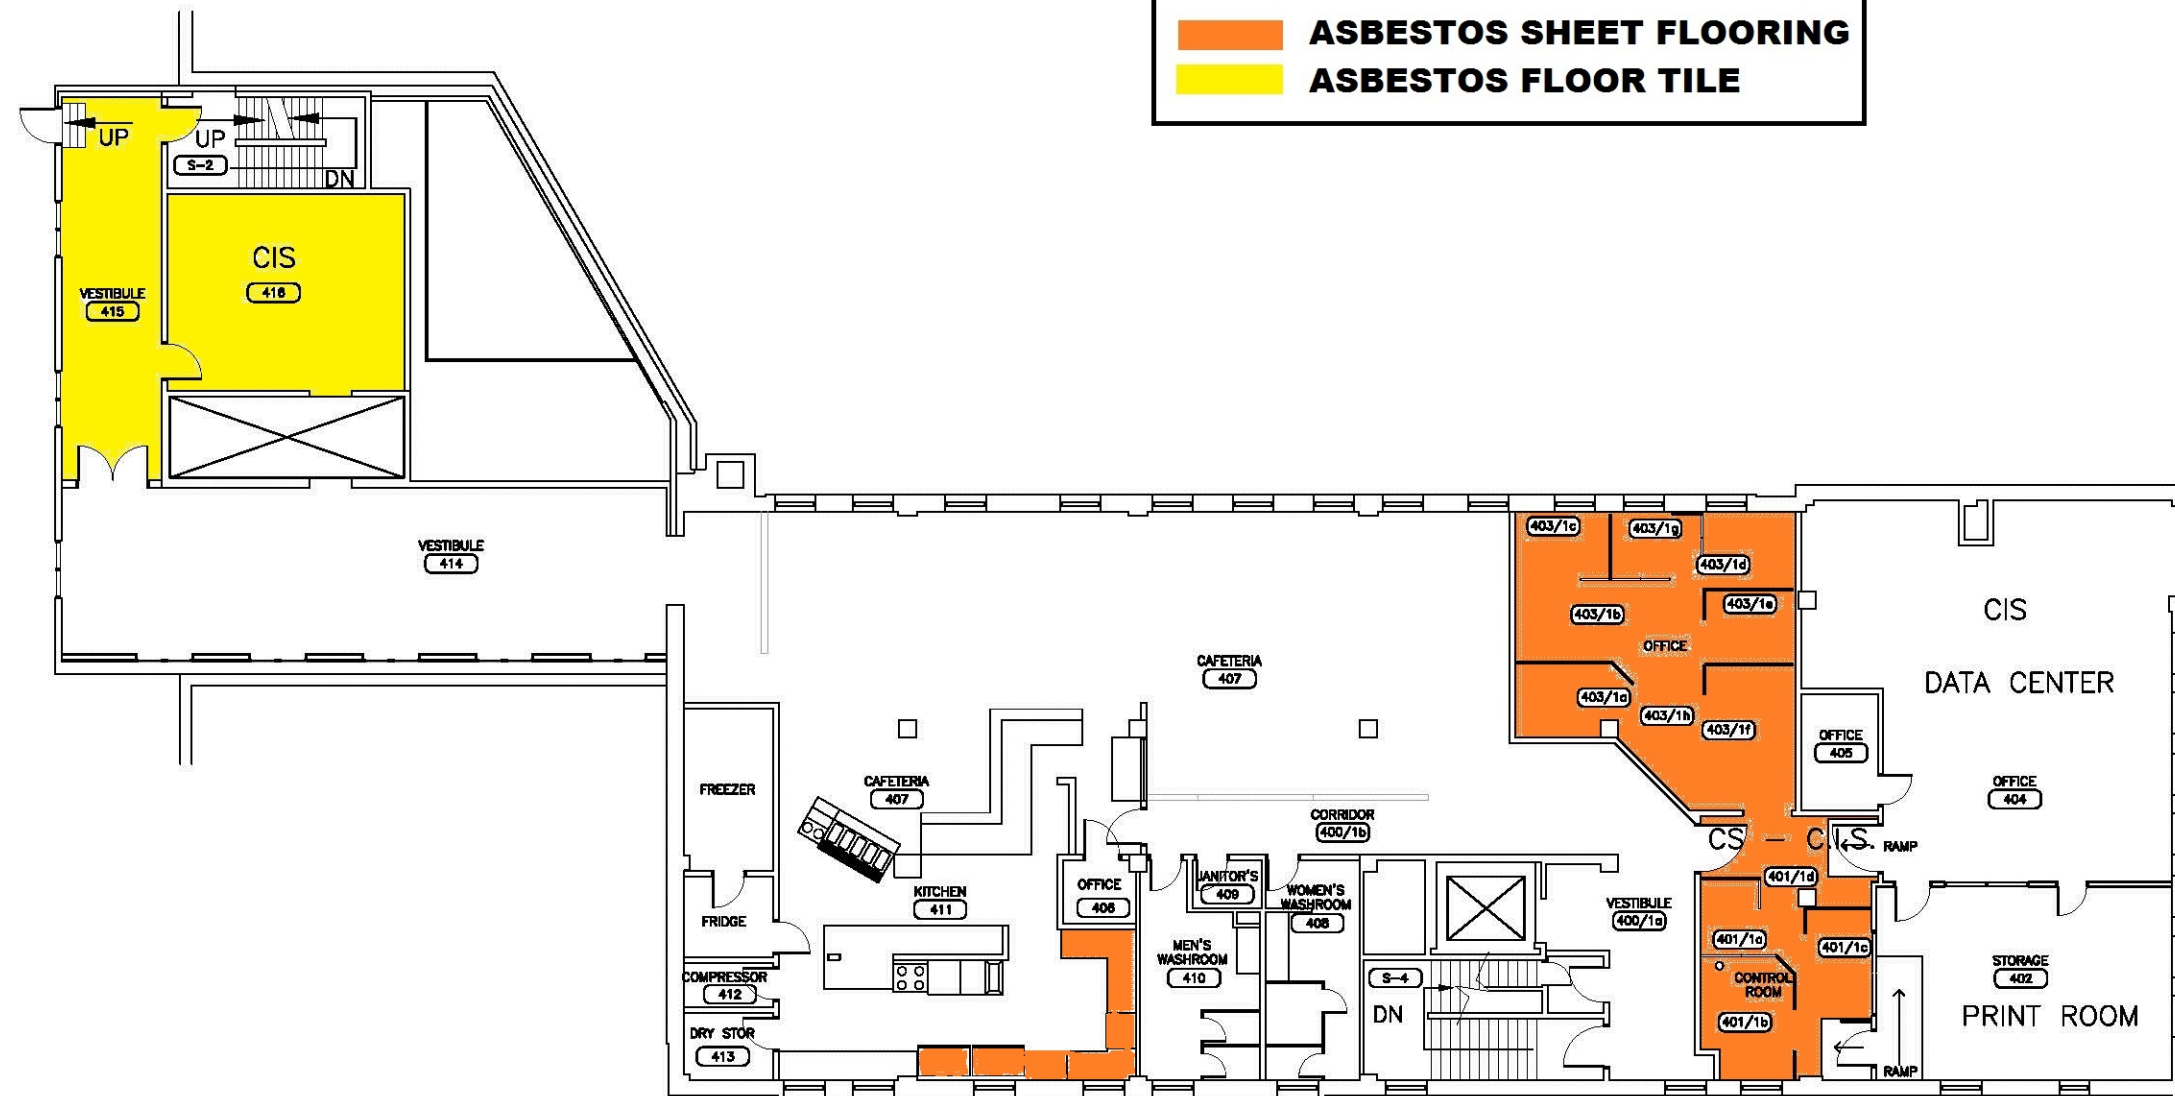 ASBESTOS SHEET FLOORING
ASBESTOS FLOOR TILE
UP
UP
S-2
DN
CIS
416
VESTIBULE
415
VESTIBULE
414
403/1c
403/1g
403/1d
403/1e
403/1b
OFFICE
403/1a
403/1h
403/1f
CIS
DATA CENTER
CAFETERIA
407
OFFICE
405
OFFICE
404
FREEZER
CAFETERIA
407
CORRIDOR
400/1b
CS - C.I.S.
RAMP
401/1d
KITCHEN
411
OFFICE
406
JANITOR'S
409
WOMEN'S
WASHROOM
408
VESTIBULE
400/1a
FRIDGE
MEN'S
WASHROOM
410
401/1a
401/1c
COMPRESSOR
412
S-4
DN
CONTROL
ROOM
401/1b
STORAGE
402
PRINT ROOM
DRY STOR
413
RAMP